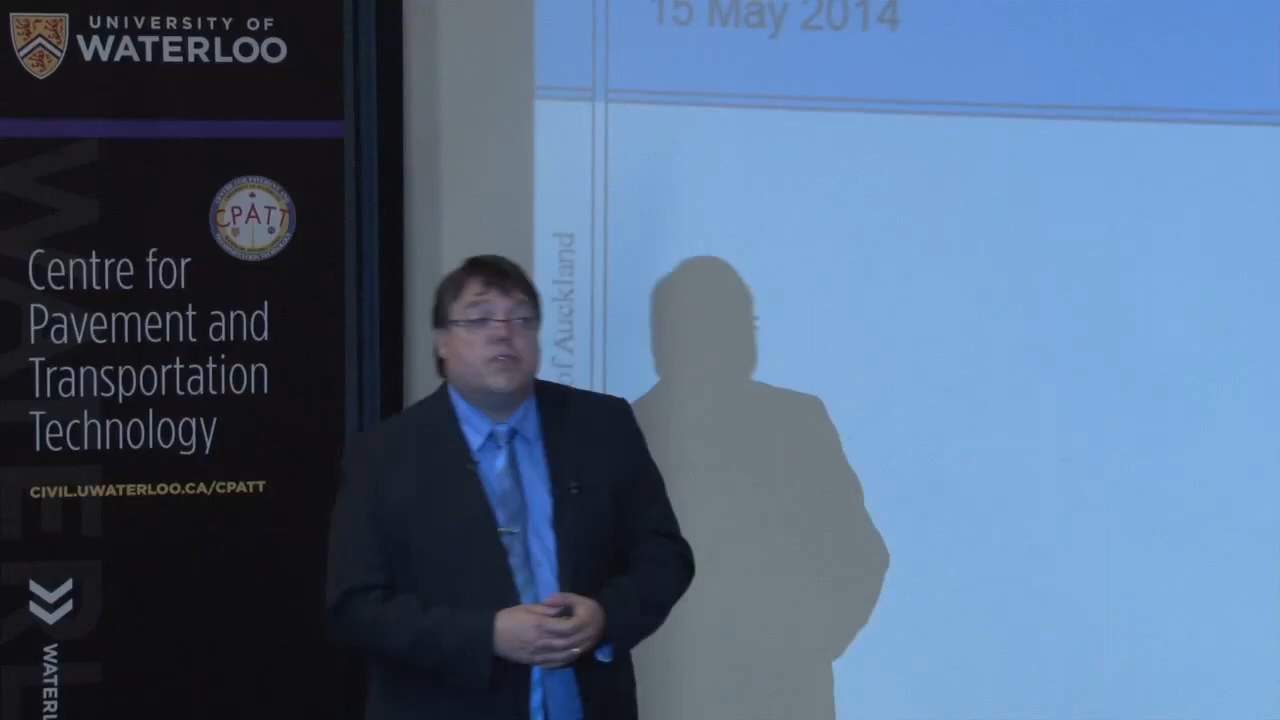 UNIVERSITY OF
WATERLOO
CPATT
Centre for
Pavement and
Transportation
Technology
CIVIL.UWATERLOO.CA/CPATT
WATERL
15 May 2014
of Auckland